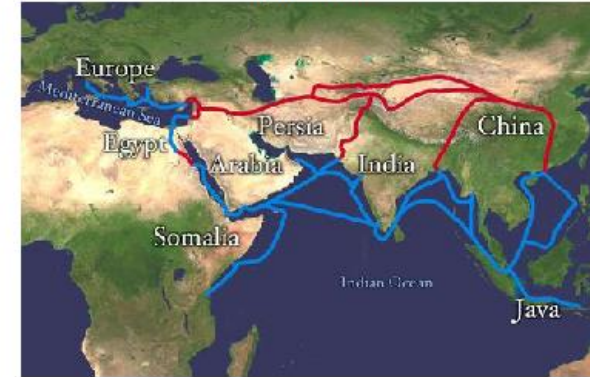 Europe
Mediterranean Sea
Egypt
Persia
China
Arabia
India
Somalia
Indian Ocean
Java